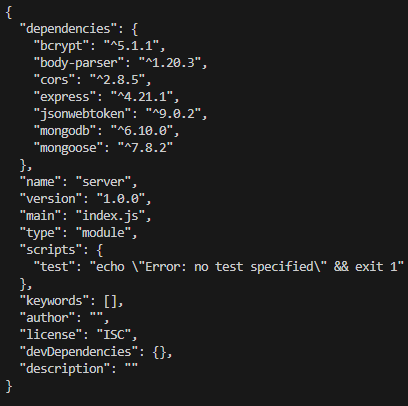 {
  "dependencies": {
    "bcrypt": "^5.1.1",
    "body-parser": "^1.20.3",
    "cors": "^2.8.5",
    "express": "^4.21.1",
    "jsonwebtoken": "^9.0.2",
    "mongodb": "^6.10.0",
    "mongoose": "^7.8.2"
  },
  "name": "server",
  "version": "1.0.0",
  "main": "index.js",
  "type": "module",
  "scripts": {
    "test": "echo \"Error: no test specified\" && exit 1"
  },
  "keywords": [],
  "author": "",
  "license": "ISC",
  "devDependencies": {},
  "description": ""
}